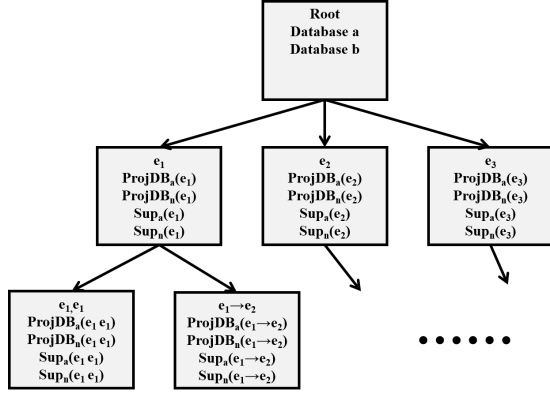 Root
Database a
Database b
e₁
ProjDBₐ(e₁)
ProjDBₙ(e₁)
Supₐ(e₁)
Supₙ(e₁)
e₂
ProjDBₐ(e₂)
ProjDBₙ(e₂)
Supₐ(e₂)
Supₙ(e₂)
e₃
ProjDBₐ(e₃)
ProjDBₙ(e₃)
Supₐ(e₃)
Supₙ(e₃)
e₁,e₁
ProjDBₐ(e₁ e₁)
ProjDBₙ(e₁ e₁)
Supₐ(e₁ e₁)
Supₙ(e₁ e₁)
e₁→e₂
ProjDBₐ(e₁→e₂)
ProjDBₙ(e₁→e₂)
Supₐ(e₁→e₂)
Supₙ(e₁→e₂)